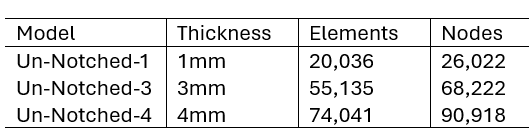 Model Thickness Elements Nodes
Un-Notched-1 1mm 20,036 26,022
Un-Notched-3 3mm 55,135 68,222
Un-Notched-4 4mm 74,041 90,918